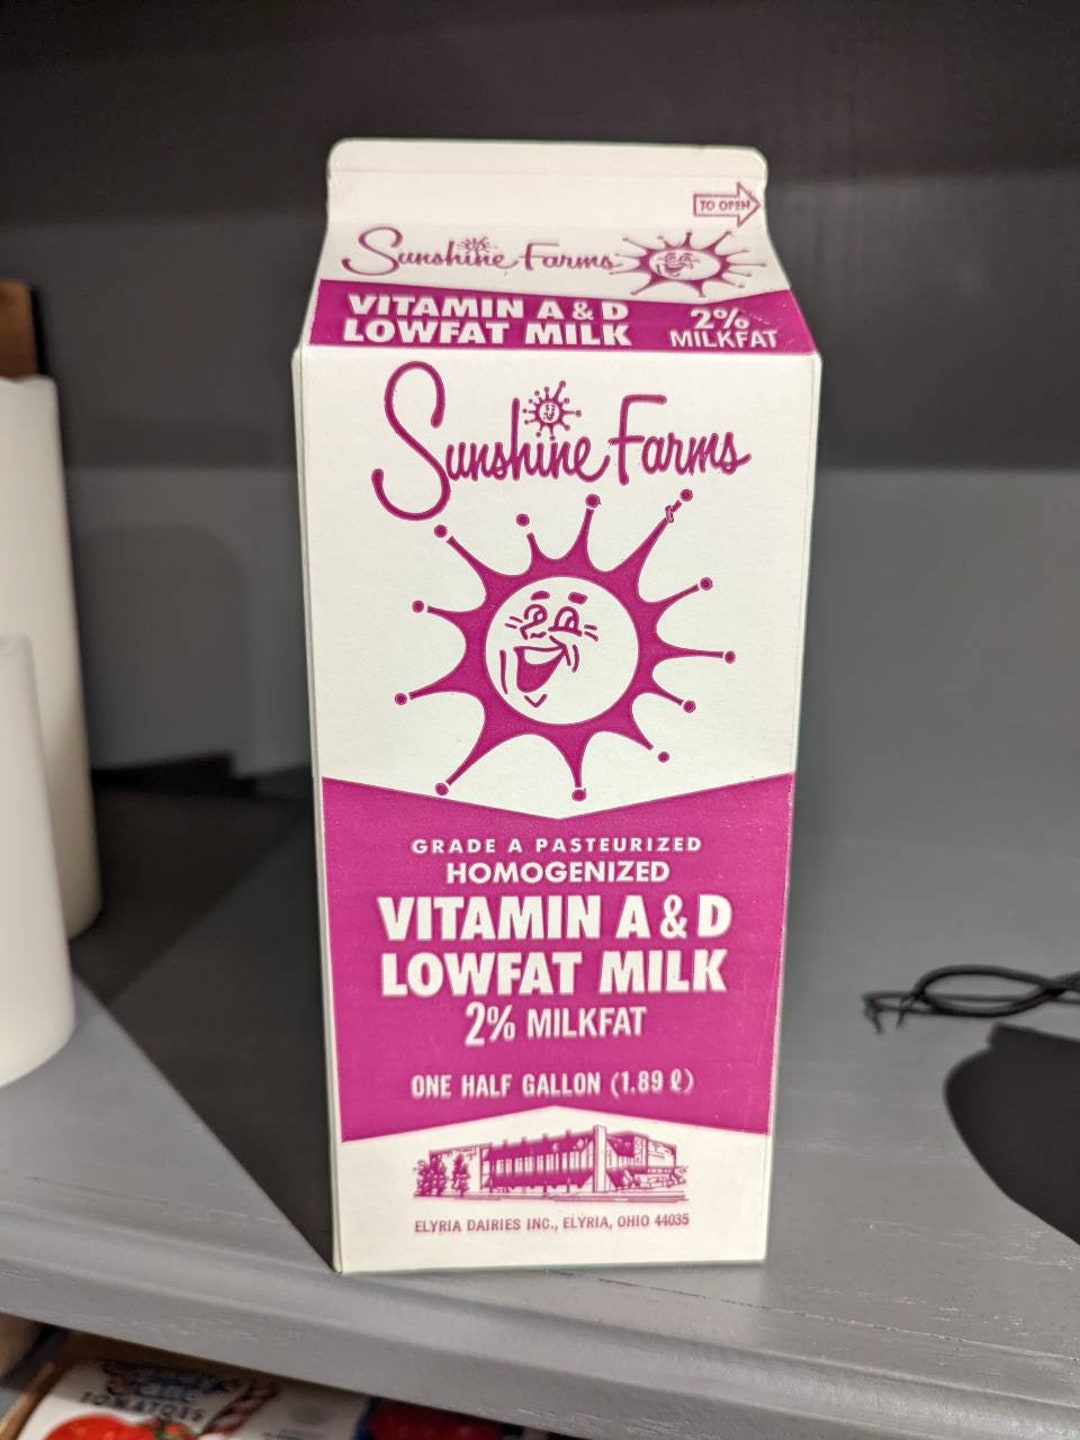 TO OPEN
Sunshine Farms
VITAMIN A & D
LOWFAT MILK
2%
MILKFAT
Sunshine Farms
GRADE A PASTEURIZED
HOMOGENIZED
VITAMIN A & D
LOWFAT MILK
2% MILKFAT
ONE HALF GALLON (1.89 ℓ)
ELYRIA DAIRIES INC., ELYRIA, OHIO 44035
TOMATOES